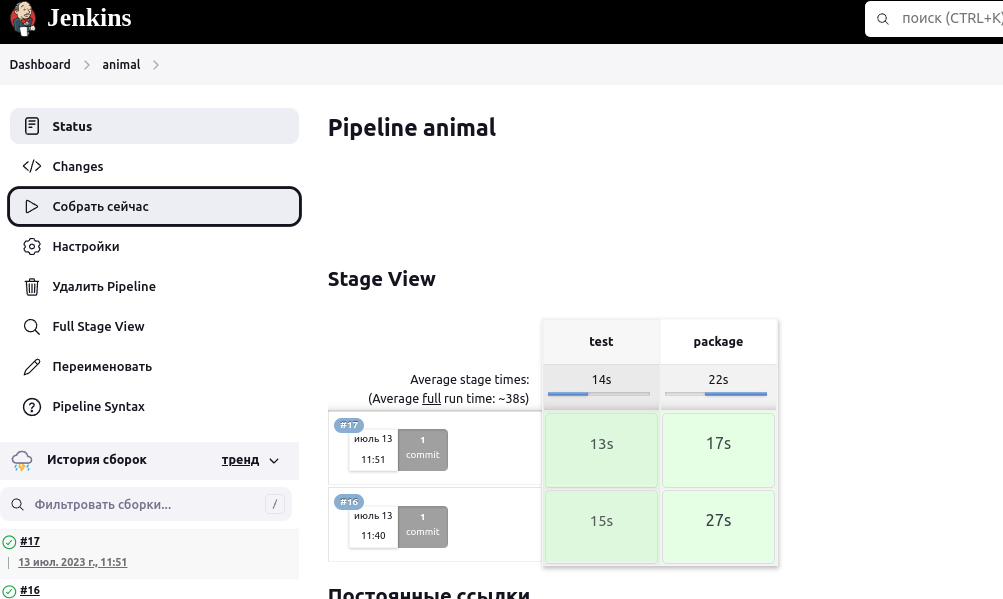 Jenkins
поиск (CTRL+K)
Dashboard
animal
Status
Changes
Собрать сейчас
Настройки
Удалить Pipeline
Full Stage View
Переименовать
Pipeline Syntax
История сборок
тренд
Фильтровать сборки...
/
#17
13 июл. 2023 г., 11:51
#16
Pipeline animal
Stage View
test
package
Average stage times:
14s
22s
(Average full run time: ~38s)
#17
июль 13
11:51
1
commit
13s
17s
#16
июль 13
11:40
1
commit
15s
27s
Постоянные ссылки